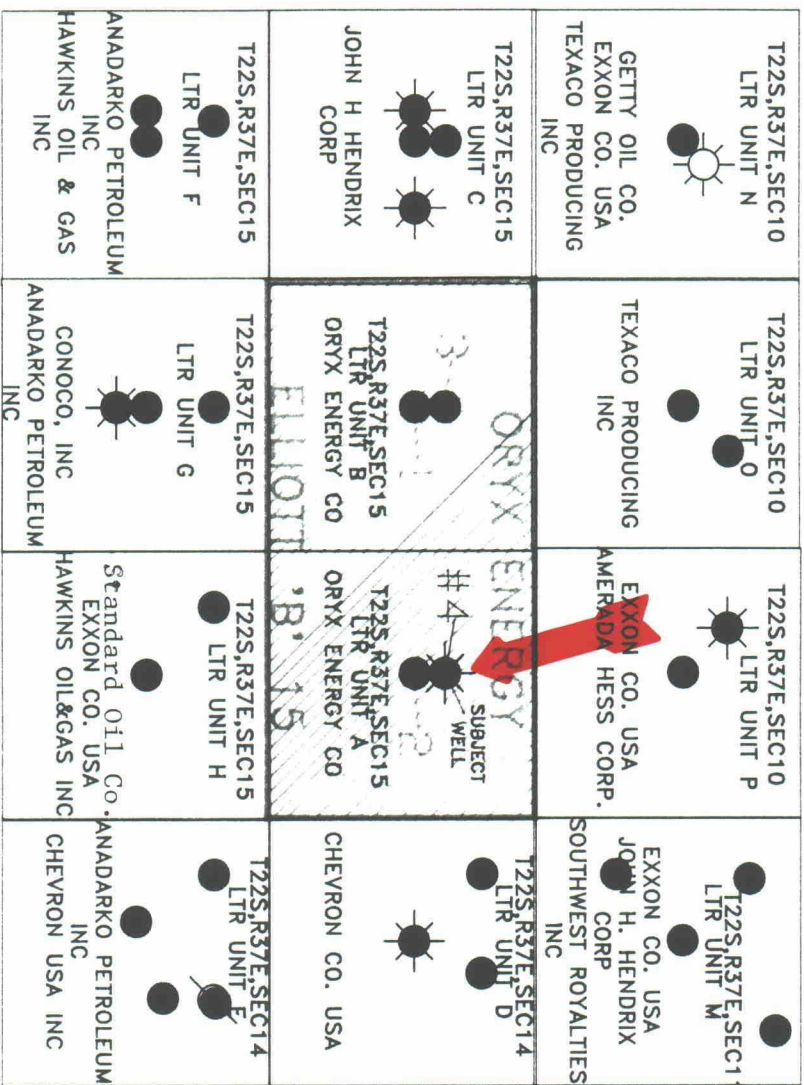 T22S,R37E,SEC10
LTR UNIT N
GETTY OIL CO.
EXXON CO. USA
TEXACO PRODUCING
INC
T22S,R37E,SEC10
LTR UNIT O
TEXACO PRODUCING
INC
T22S,R37E,SEC10
LTR UNIT P
EXXON CO. USA
AMERADA HESS CORP.
T22S,R37E,SEC1
LTR UNIT M
EXXON CO. USA
JOHN H. HENDRIX
CORP
SOUTHWEST ROYALTIES
INC
T22S,R37E,SEC15
LTR UNIT C
JOHN H HENDRIX
CORP
ORYX ENERGY
3
1
T22S,R37E,SEC15
LTR UNIT B
ORYX ENERGY CO
SUBJECT
WELL
#4
2
T22S,R37E,SEC15
LTR UNIT A
ORYX ENERGY CO
ELLIOTT 'B' 15
T22S,R37E,SEC14
LTR UNIT D
CHEVRON CO. USA
T22S,R37E,SEC15
LTR UNIT F
ANADARKO PETROLEUM
INC
HAWKINS OIL & GAS
INC
T22S,R37E,SEC15
LTR UNIT G
CONOCO, INC
ANADARKO PETROLEUM
INC
T22S,R37E,SEC15
LTR UNIT H
Standard Oil Co.
EXXON CO. USA
HAWKINS OIL&GAS INC
T22S,R37E,SEC14
LTR UNIT E
ANADARKO PETROLEUM
INC
CHEVRON USA INC